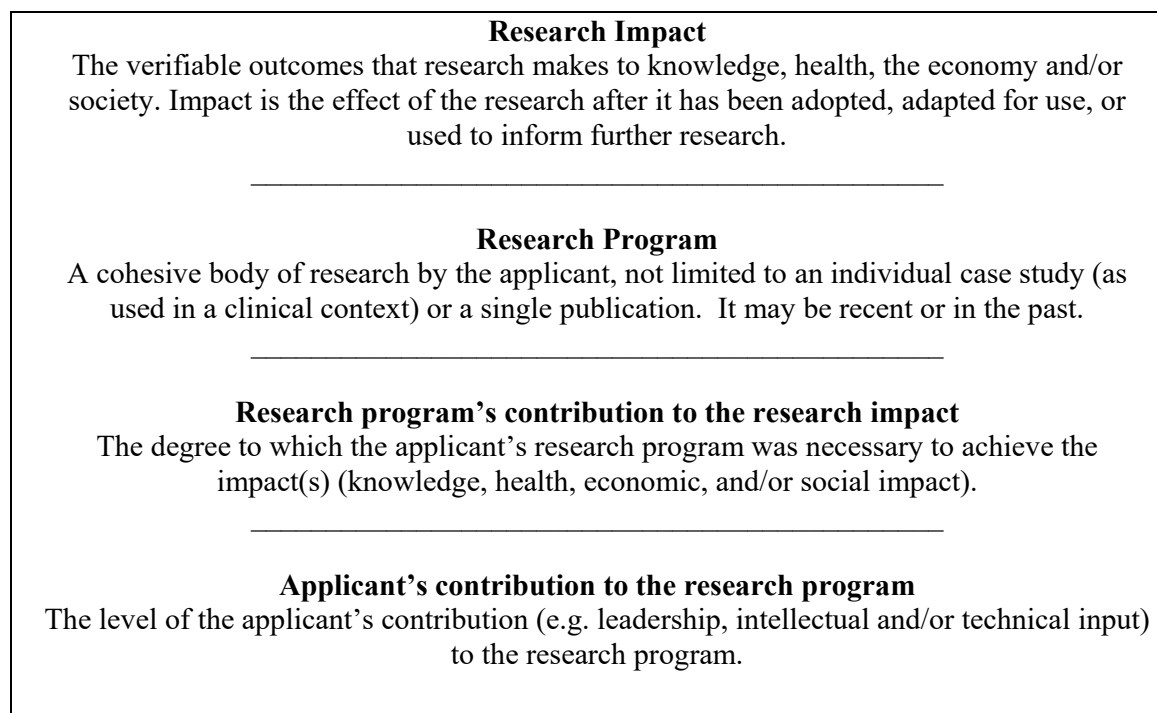 Research Impact
The verifiable outcomes that research makes to knowledge, health, the economy and/or
society. Impact is the effect of the research after it has been adopted, adapted for use, or
used to inform further research.
Research Program
A cohesive body of research by the applicant, not limited to an individual case study (as
used in a clinical context) or a single publication.  It may be recent or in the past.
Research program’s contribution to the research impact
The degree to which the applicant’s research program was necessary to achieve the
impact(s) (knowledge, health, economic, and/or social impact).
Applicant’s contribution to the research program
The level of the applicant’s contribution (e.g. leadership, intellectual and/or technical input)
to the research program.